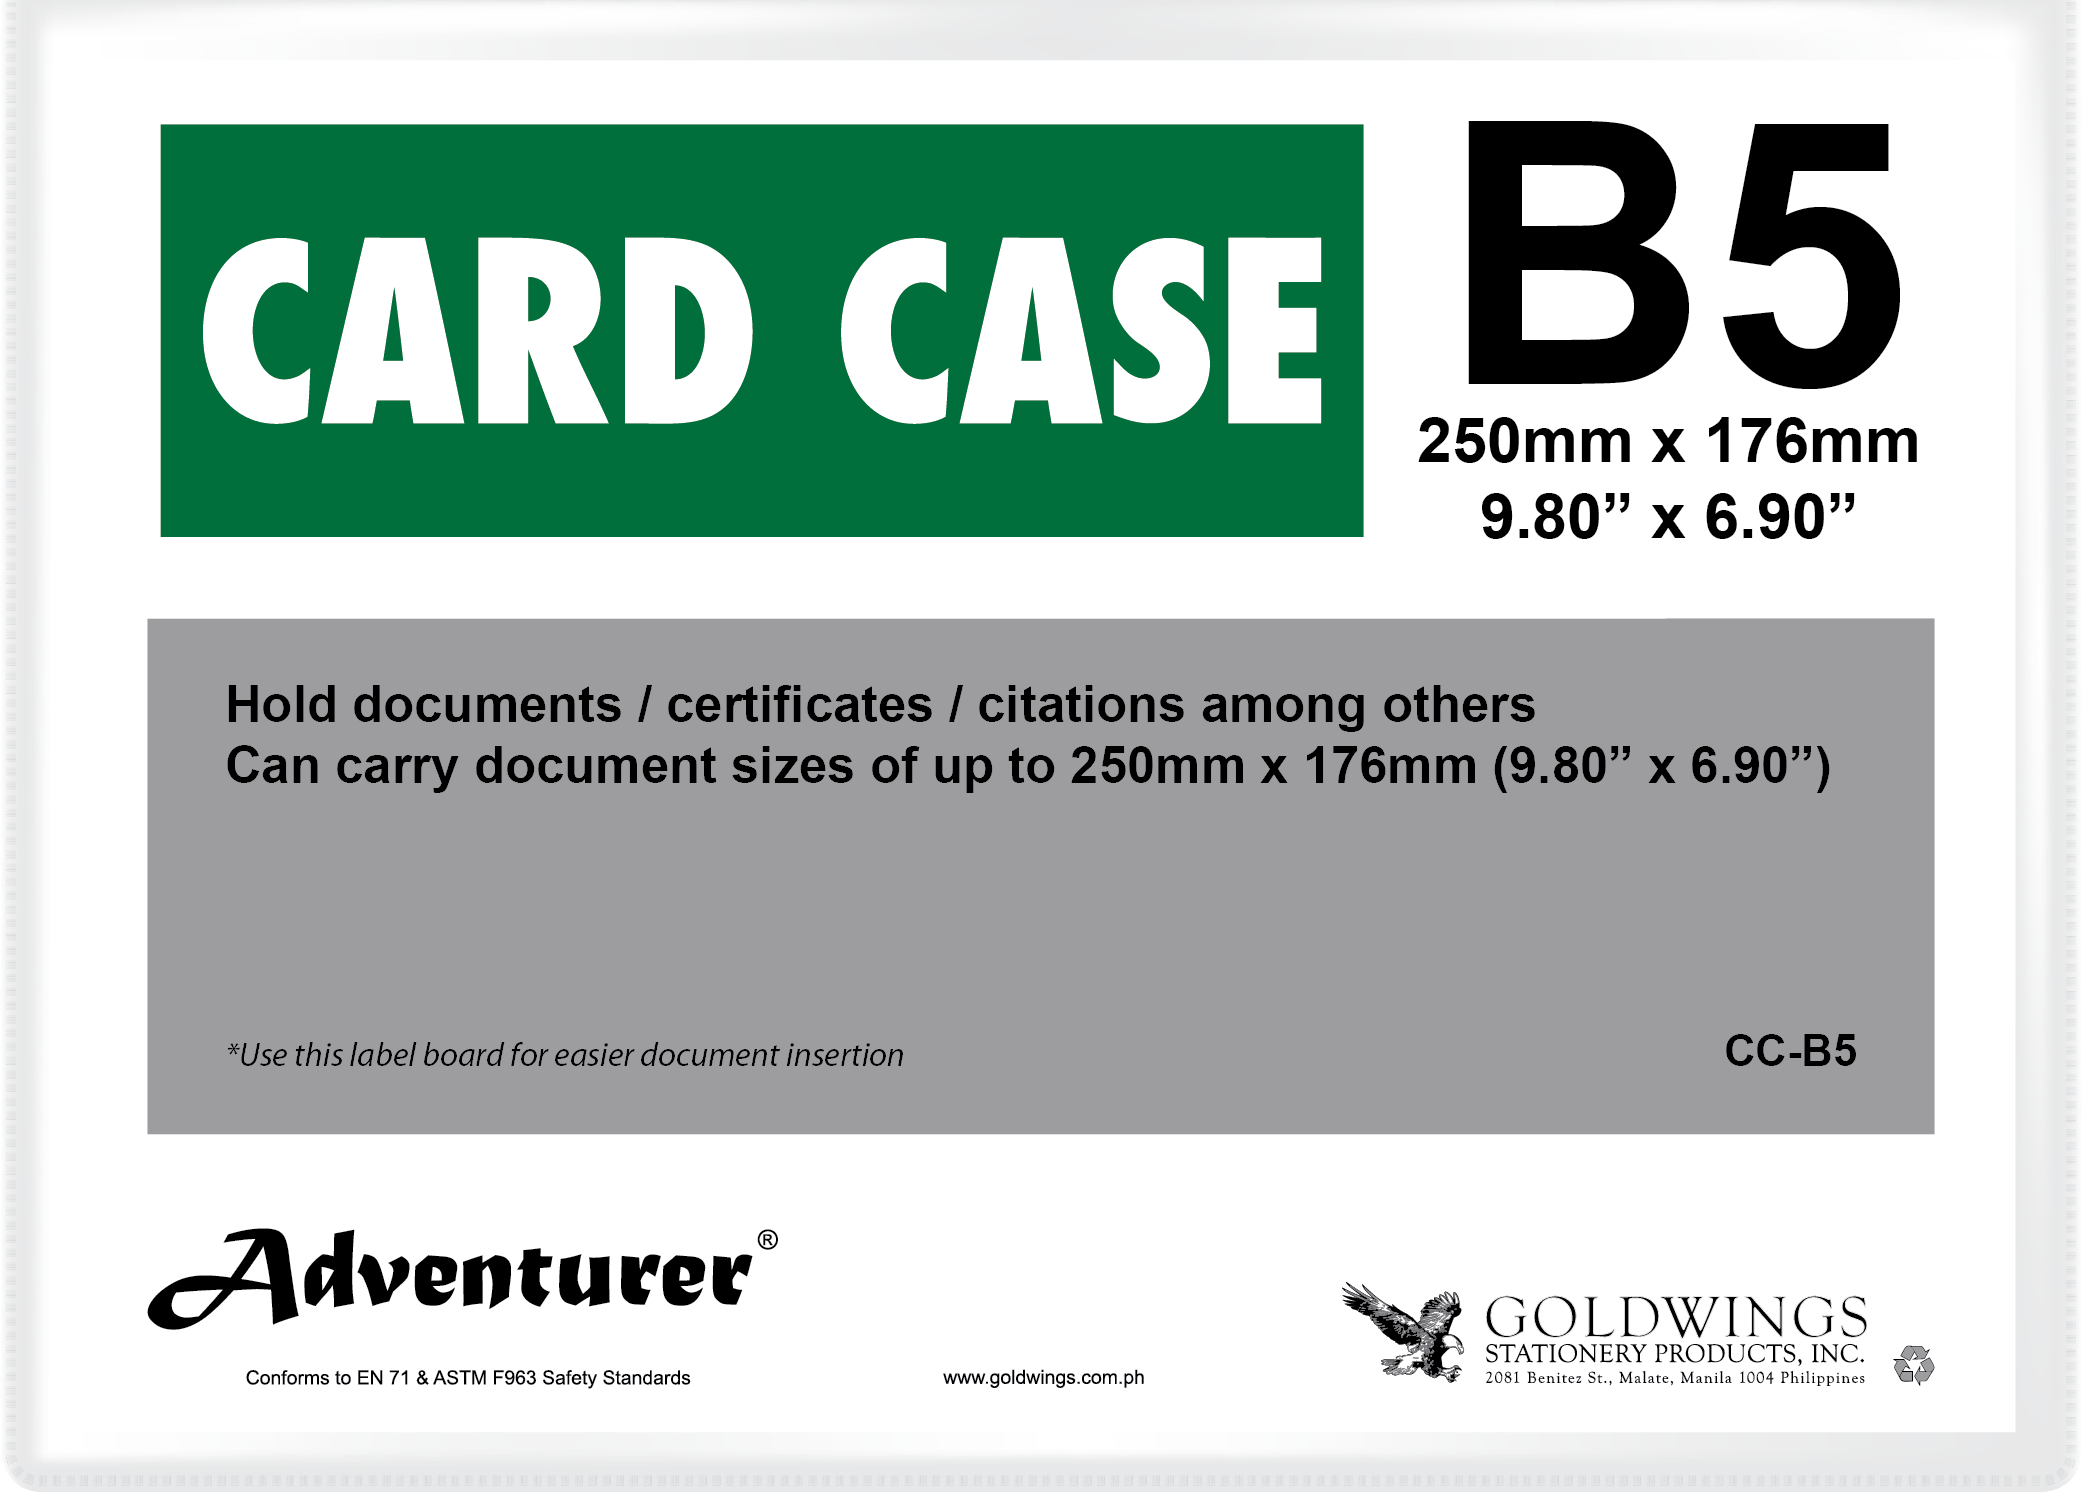 CARD CASE
B5
250mm x 176mm
9.80” x 6.90”
Hold documents / certificates / citations among others
Can carry document sizes of up to 250mm x 176mm (9.80” x 6.90”)
*Use this label board for easier document insertion
CC-B5
Adventurer®
Conforms to EN 71 & ASTM F963 Safety Standards
www.goldwings.com.ph
GOLDWINGS
STATIONERY PRODUCTS, INC.
2081 Benitez St., Malate, Manila 1004 Philippines